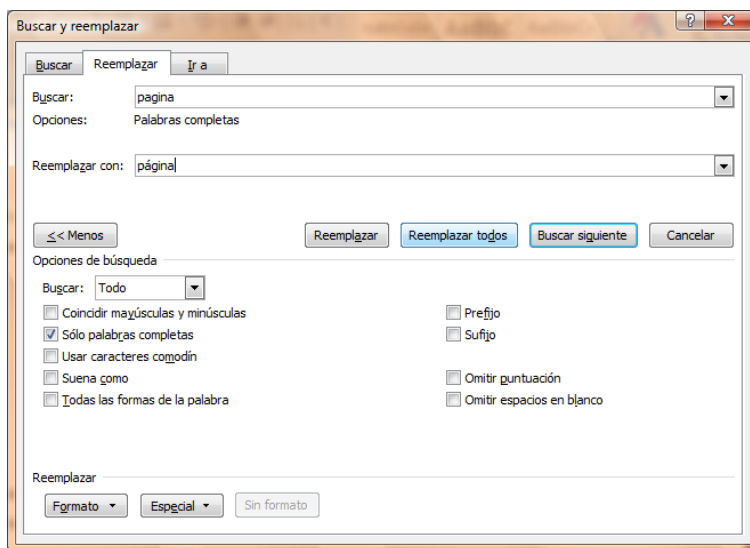 Buscar y reemplazar
Buscar Reemplazar Ir a
Buscar: pagina
Opciones: Palabras completas
Reemplazar con: página
<< Menos Reemplazar Reemplazar todos Buscar siguiente Cancelar
Opciones de búsqueda
Buscar: Todo
Coincidir mayúsculas y minúsculas Prefijo
Sólo palabras completas Sufijo
Usar caracteres comodín
Suena como Omitir puntuación
Todas las formas de la palabra Omitir espacios en blanco
Reemplazar
Formato Especial Sin formato